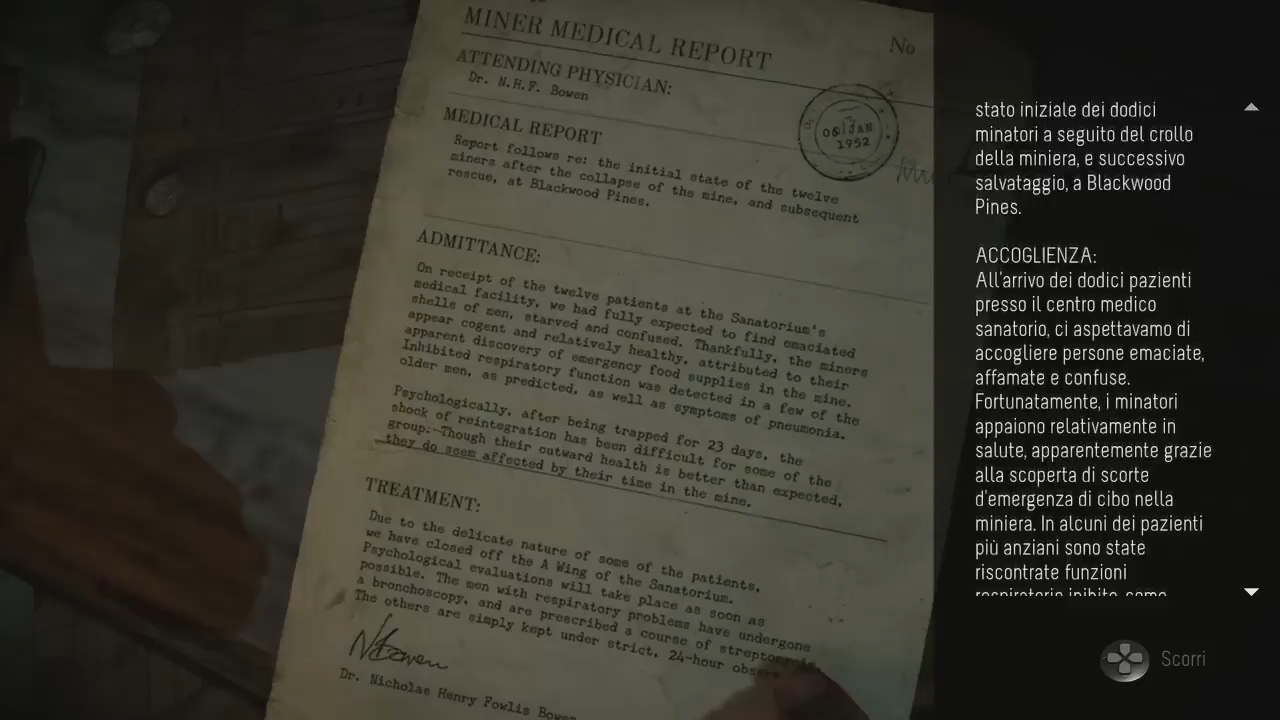 MINER MEDICAL REPORT
No
ATTENDING PHYSICIAN:
Dr. N.H.F. Bowen
06 JAN
1952
MEDICAL REPORT
Report follows re: the initial state of the twelve
miners after the collapse of the mine, and subsequent
rescue, at Blackwood Pines.
ADMITTANCE:
On receipt of the twelve patients at the Sanatorium's
medical facility, we had fully expected to find emaciated
shells of men, starved and confused. Thankfully, the miners
appear cogent and relatively healthy, attributed to their
apparent discovery of emergency food supplies in the mine.
Inhibited respiratory function was detected in a few of the
older men, as predicted, as well as symptoms of pneumonia.
Psychologically, after being trapped for 23 days, the
shock of reintegration has been difficult for some of the
group. Though their outward health is better than expected,
they do seem affected by their time in the mine.
TREATMENT:
Due to the delicate nature of some of the patients,
we have closed off the A Wing of the Sanatorium.
Psychological evaluations will take place as soon as
possible. The men with respiratory problems have undergone
a bronchoscopy, and are prescribed a course of
The others are simply kept under strict, 24-hour
NBowen
Dr. Nicholas Henry Fowlis Bowen
stato iniziale dei dodici
minatori a seguito del crollo
della miniera, e successivo
salvataggio, a Blackwood
Pines.
ACCOGLIENZA:
All'arrivo dei dodici pazienti
presso il centro medico
sanatorio, ci aspettavamo di
accogliere persone emaciate,
affamate e confuse.
Fortunatamente, i minatori
appaiono relativamente in
salute, apparentemente grazie
alla scoperta di scorte
d'emergenza di cibo nella
miniera. In alcuni dei pazienti
più anziani sono state
riscontrate funzioni
respiratorie inibite, come
Scorri